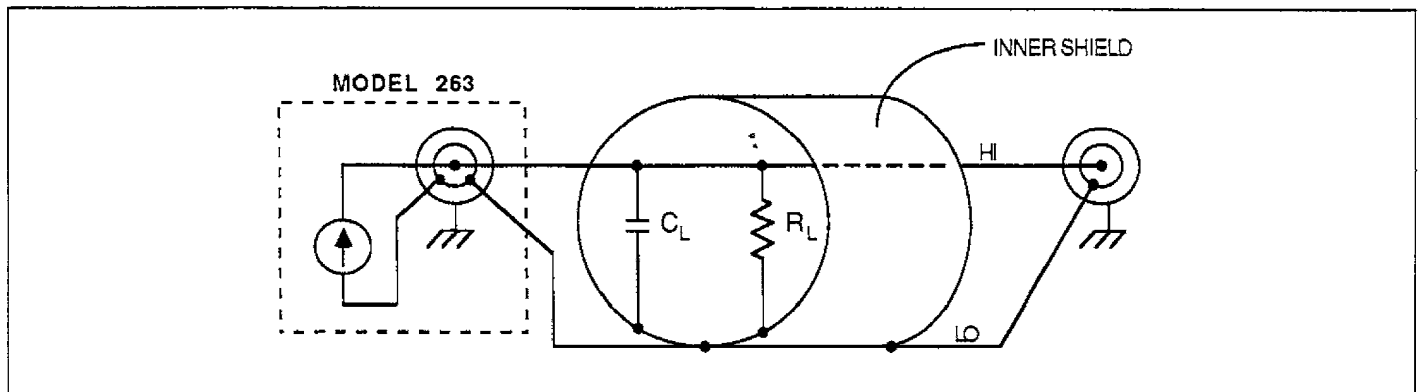 INNER SHIELD
MODEL 263
HI
C_L
R_L
LO